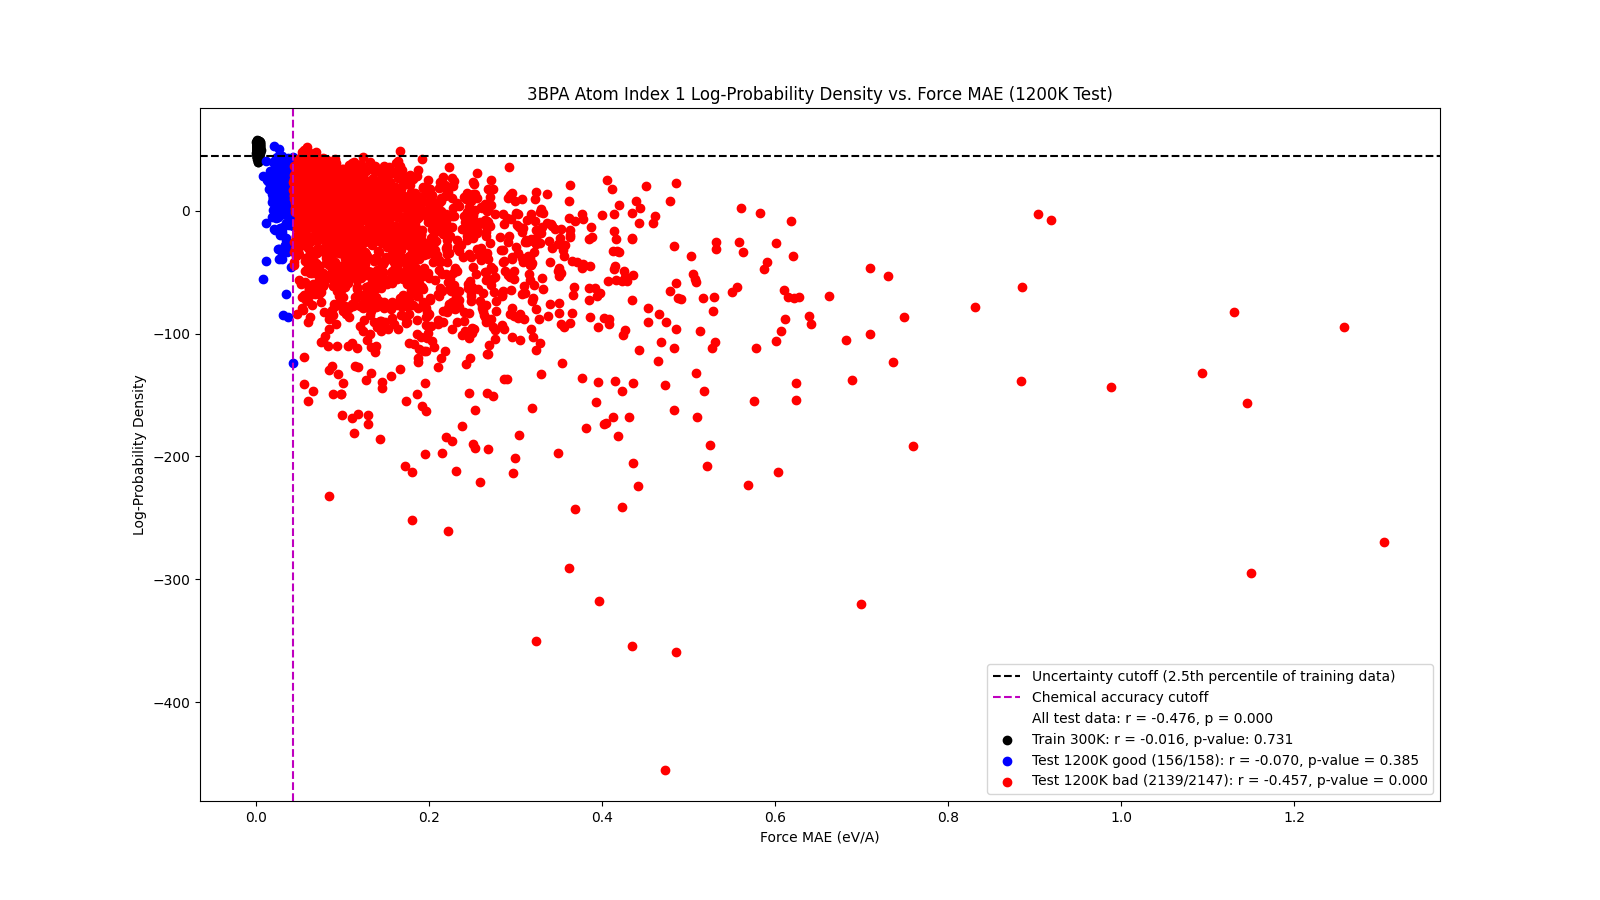 3BPA Atom Index 1 Log-Probability Density vs. Force MAE (1200K Test)
Log-Probability Density
0
−100
−200
−300
−400
Uncertainty cutoff (2.5th percentile of training data)
Chemical accuracy cutoff
All test data: r = -0.476, p = 0.000
Train 300K: r = -0.016, p-value: 0.731
Test 1200K good (156/158): r = -0.070, p-value = 0.385
Test 1200K bad (2139/2147): r = -0.457, p-value = 0.000
0.0 0.2 0.4 0.6 0.8 1.0 1.2
Force MAE (eV/A)